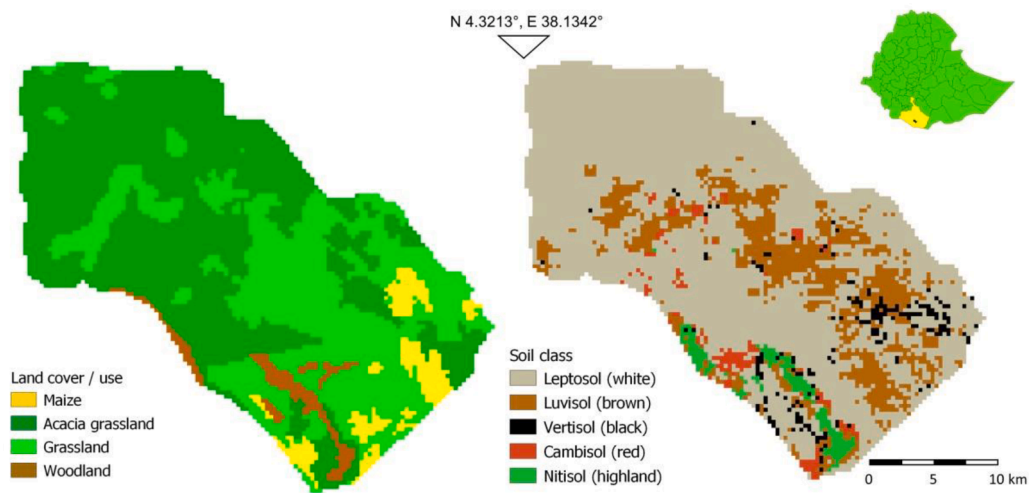 N 4.3213°, E 38.1342°
Land cover / use
Maize
Acacia grassland
Grassland
Woodland
Soil class
Leptosol (white)
Luvisol (brown)
Vertisol (black)
Cambisol (red)
Nitisol (highland)
0 5 10 km